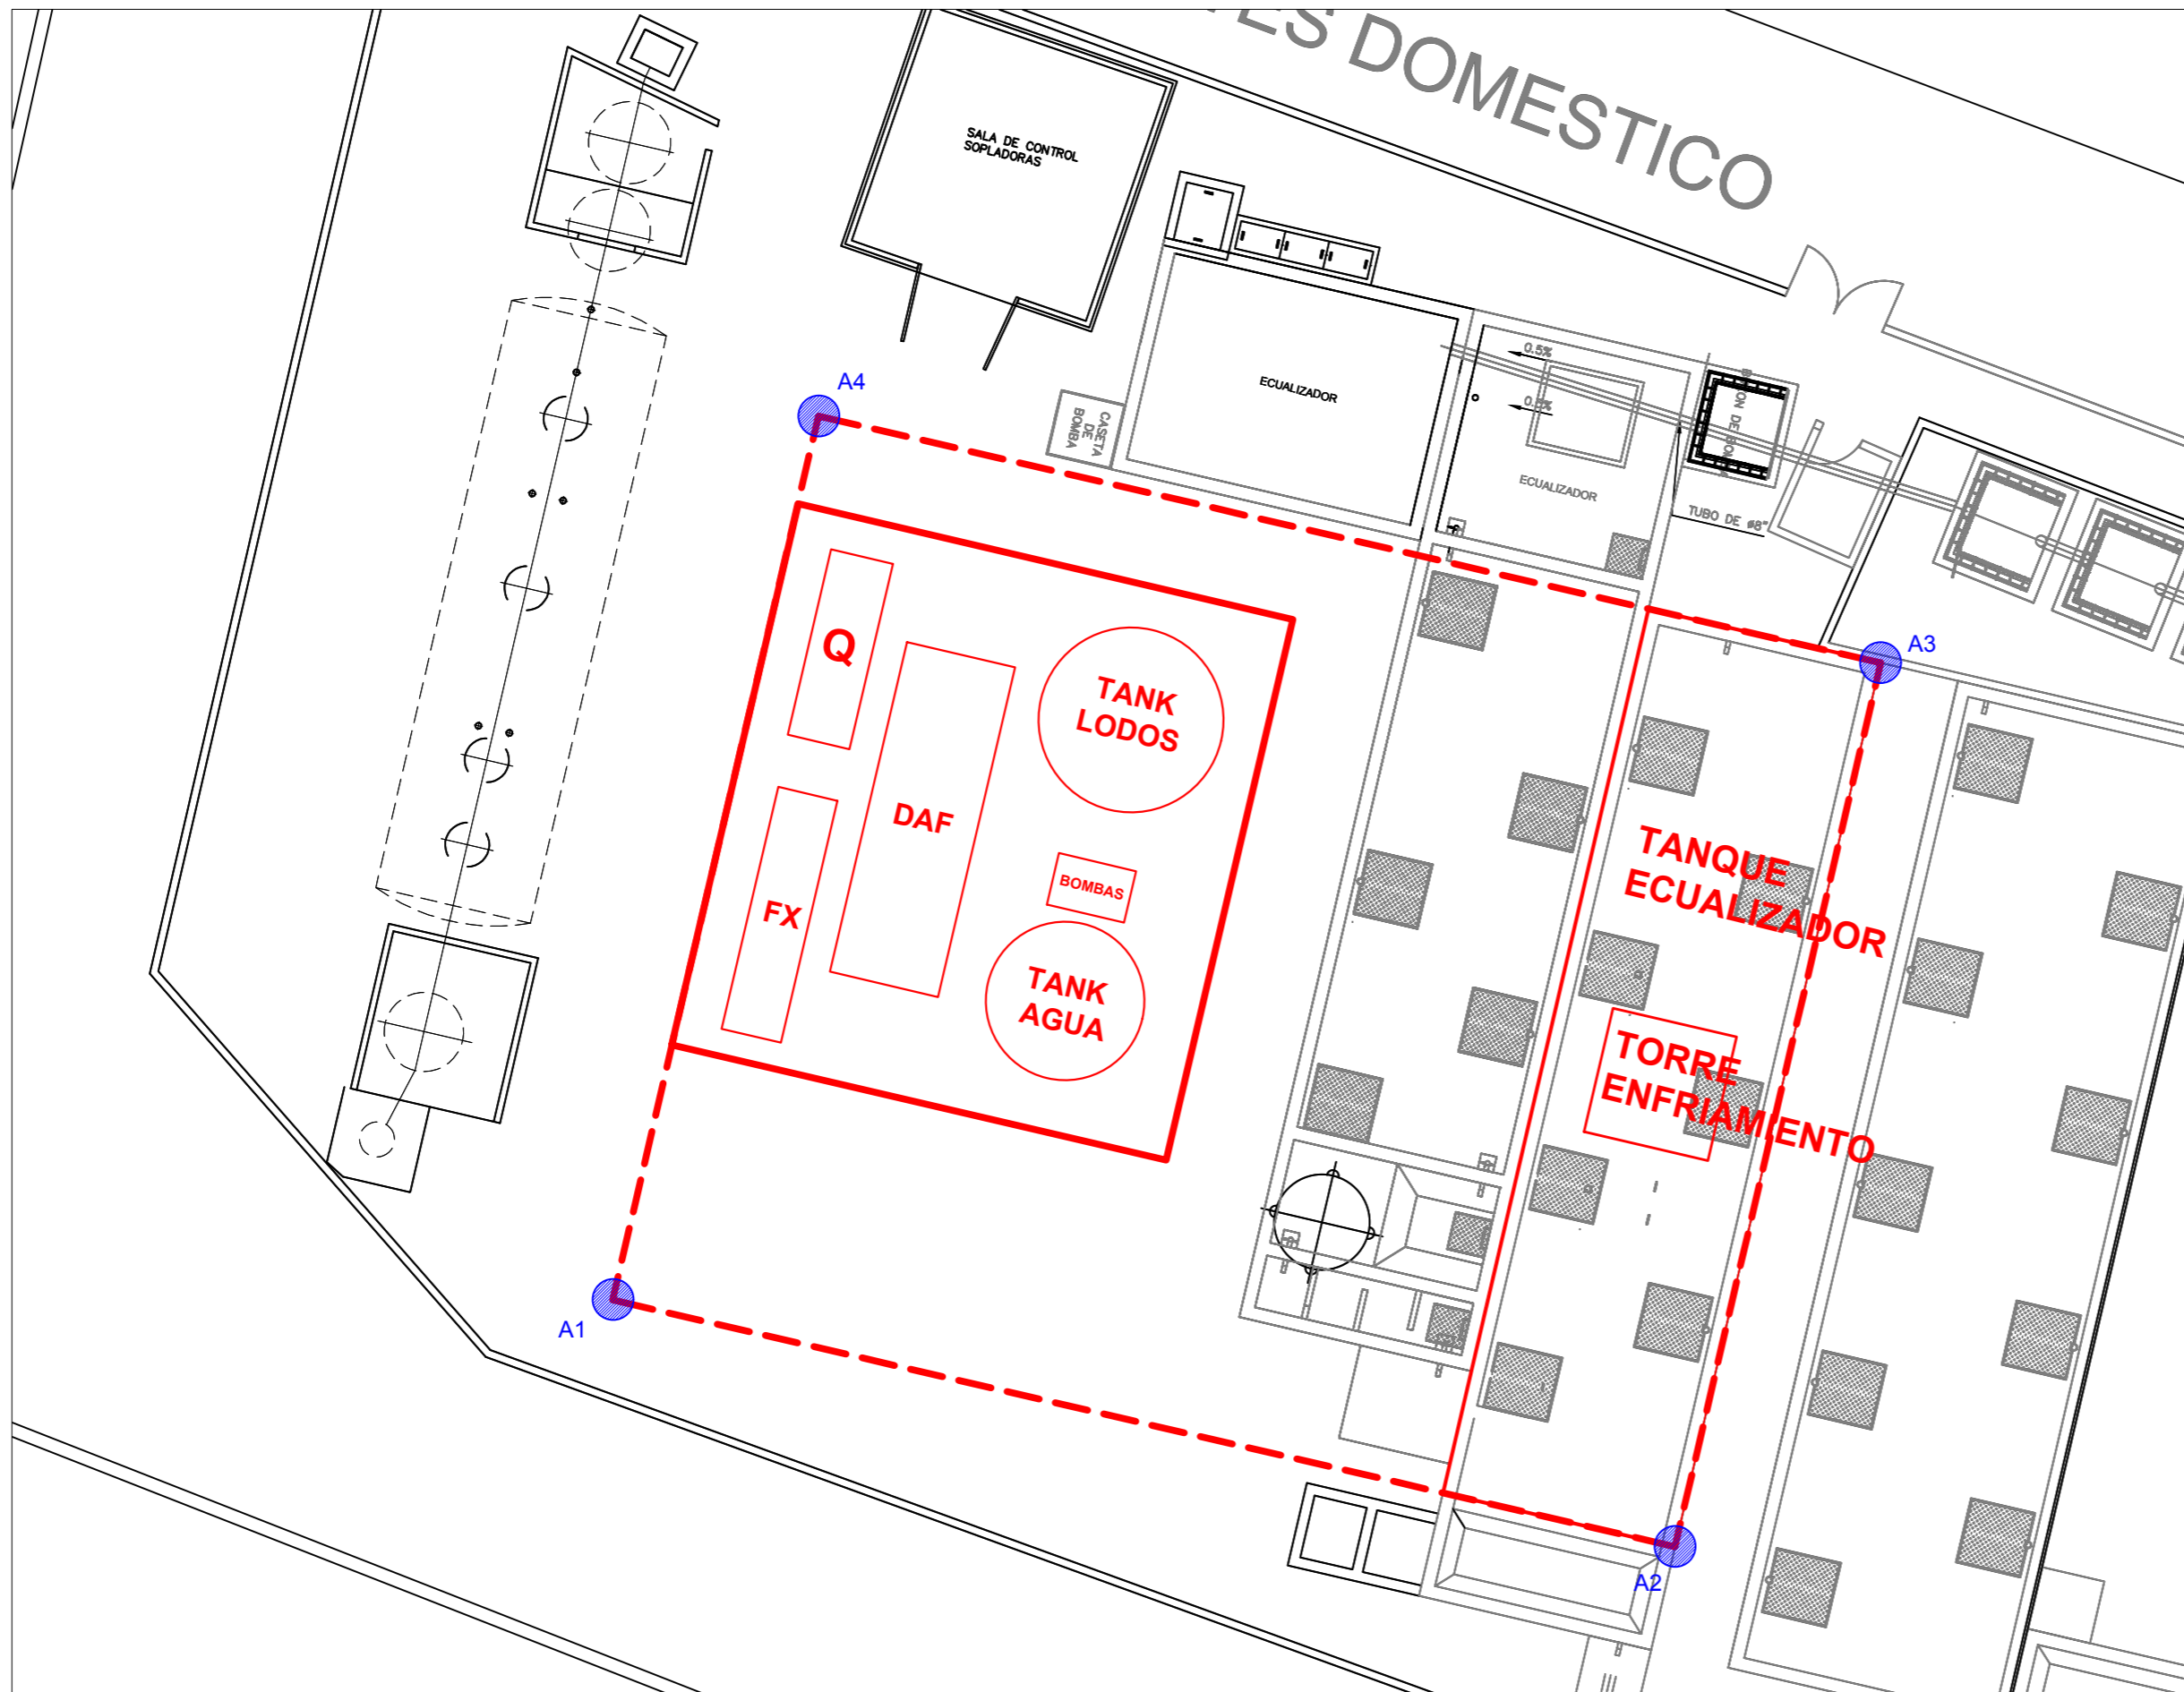 ES DOMESTICO
SALA DE CONTROL
SOPLADORAS
A4
ECUALIZADOR
CASETA
DE
BOMBA
0.5%
0.5%
ECUALIZADOR
TUBO DE ø8"
A3
Q
TANK
LODOS
DAF
BOMBAS
FX
TANK
AGUA
TANQUE
ECUALIZADOR
TORRE
ENFRIAMIENTO
A1
A2